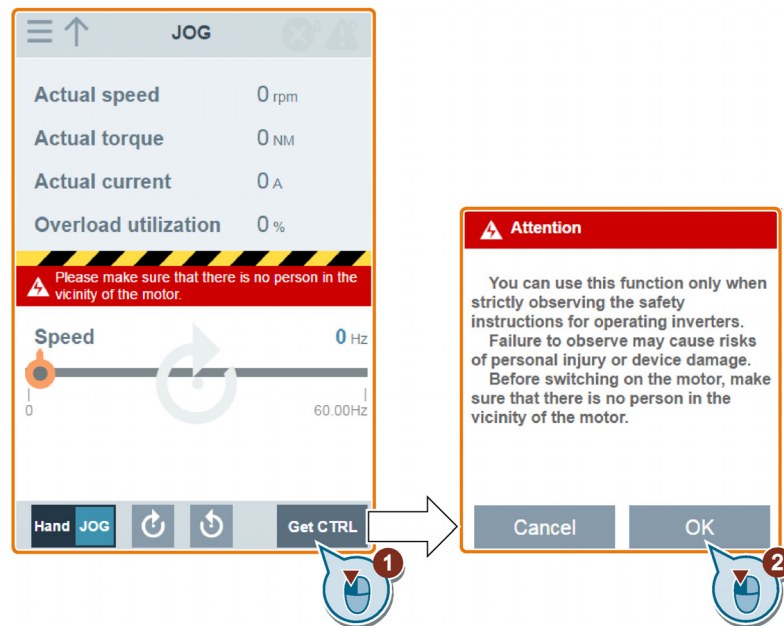 JOG
Actual speed 0 rpm
Actual torque 0 NM
Actual current 0 A
Overload utilization 0 %
Please make sure that there is no person in the
vicinity of the motor.
Speed 0 Hz
0 60.00Hz
Hand JOG Get CTRL
1
Attention
You can use this function only when
strictly observing the safety
instructions for operating inverters.
Failure to observe may cause risks
of personal injury or device damage.
Before switching on the motor, make
sure that there is no person in the
vicinity of the motor.
Cancel OK
2